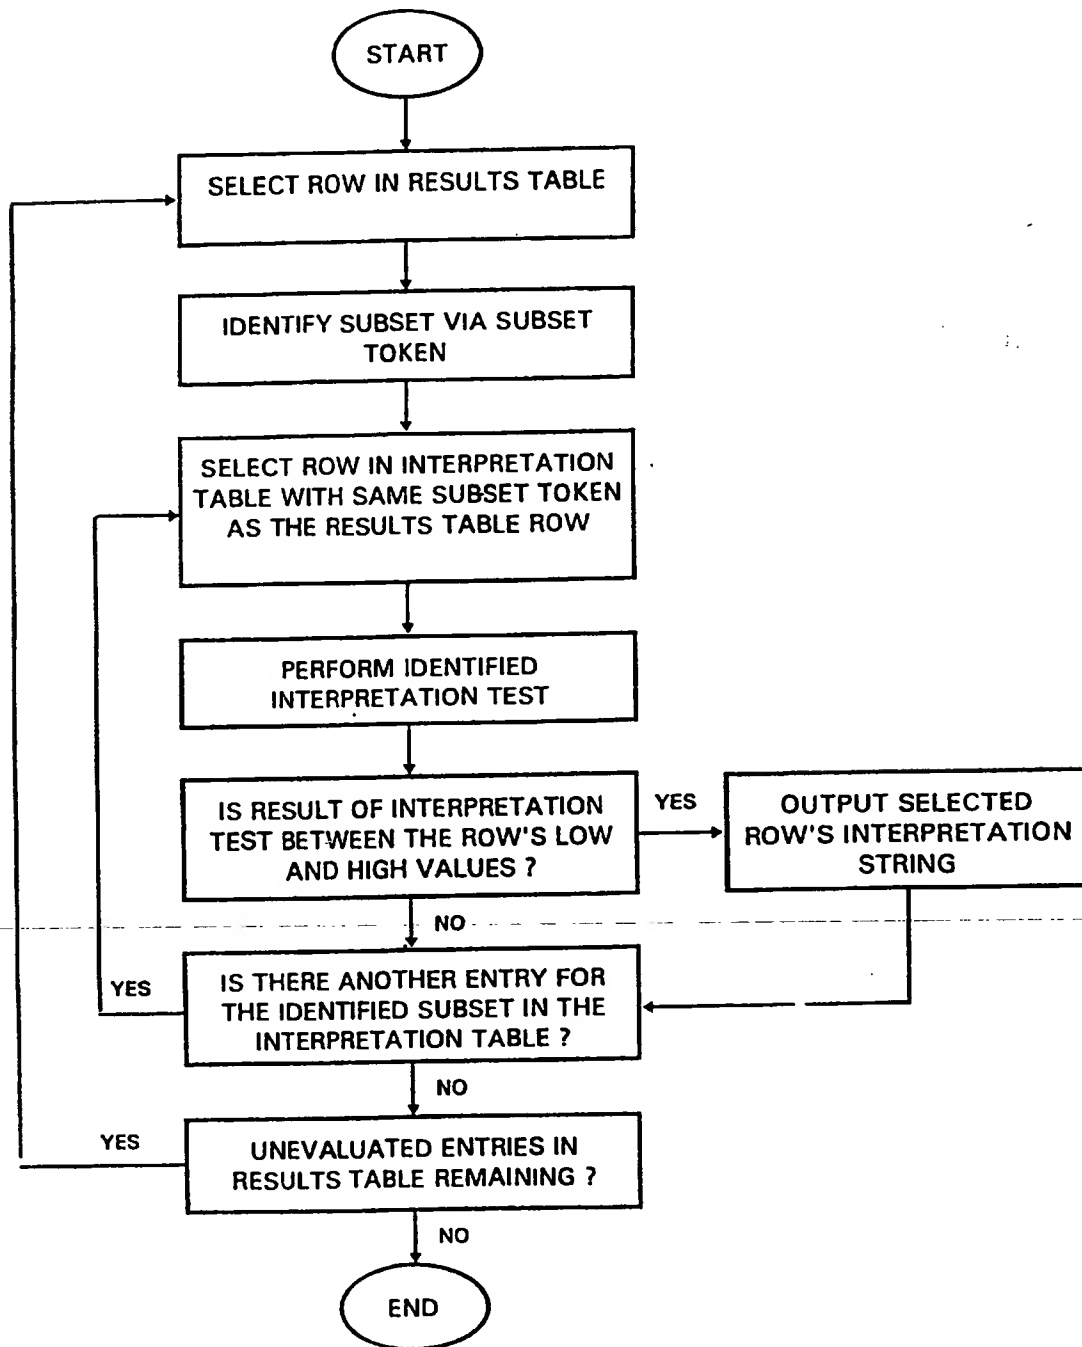 START
SELECT ROW IN RESULTS TABLE
IDENTIFY SUBSET VIA SUBSET
TOKEN
SELECT ROW IN INTERPRETATION
TABLE WITH SAME SUBSET TOKEN
AS THE RESULTS TABLE ROW
PERFORM IDENTIFIED
INTERPRETATION TEST
IS RESULT OF INTERPRETATION
TEST BETWEEN THE ROW'S LOW
AND HIGH VALUES ?
YES
OUTPUT SELECTED
ROW'S INTERPRETATION
STRING
NO
IS THERE ANOTHER ENTRY FOR
THE IDENTIFIED SUBSET IN THE
INTERPRETATION TABLE ?
YES
NO
UNEVALUATED ENTRIES IN
RESULTS TABLE REMAINING ?
YES
NO
END